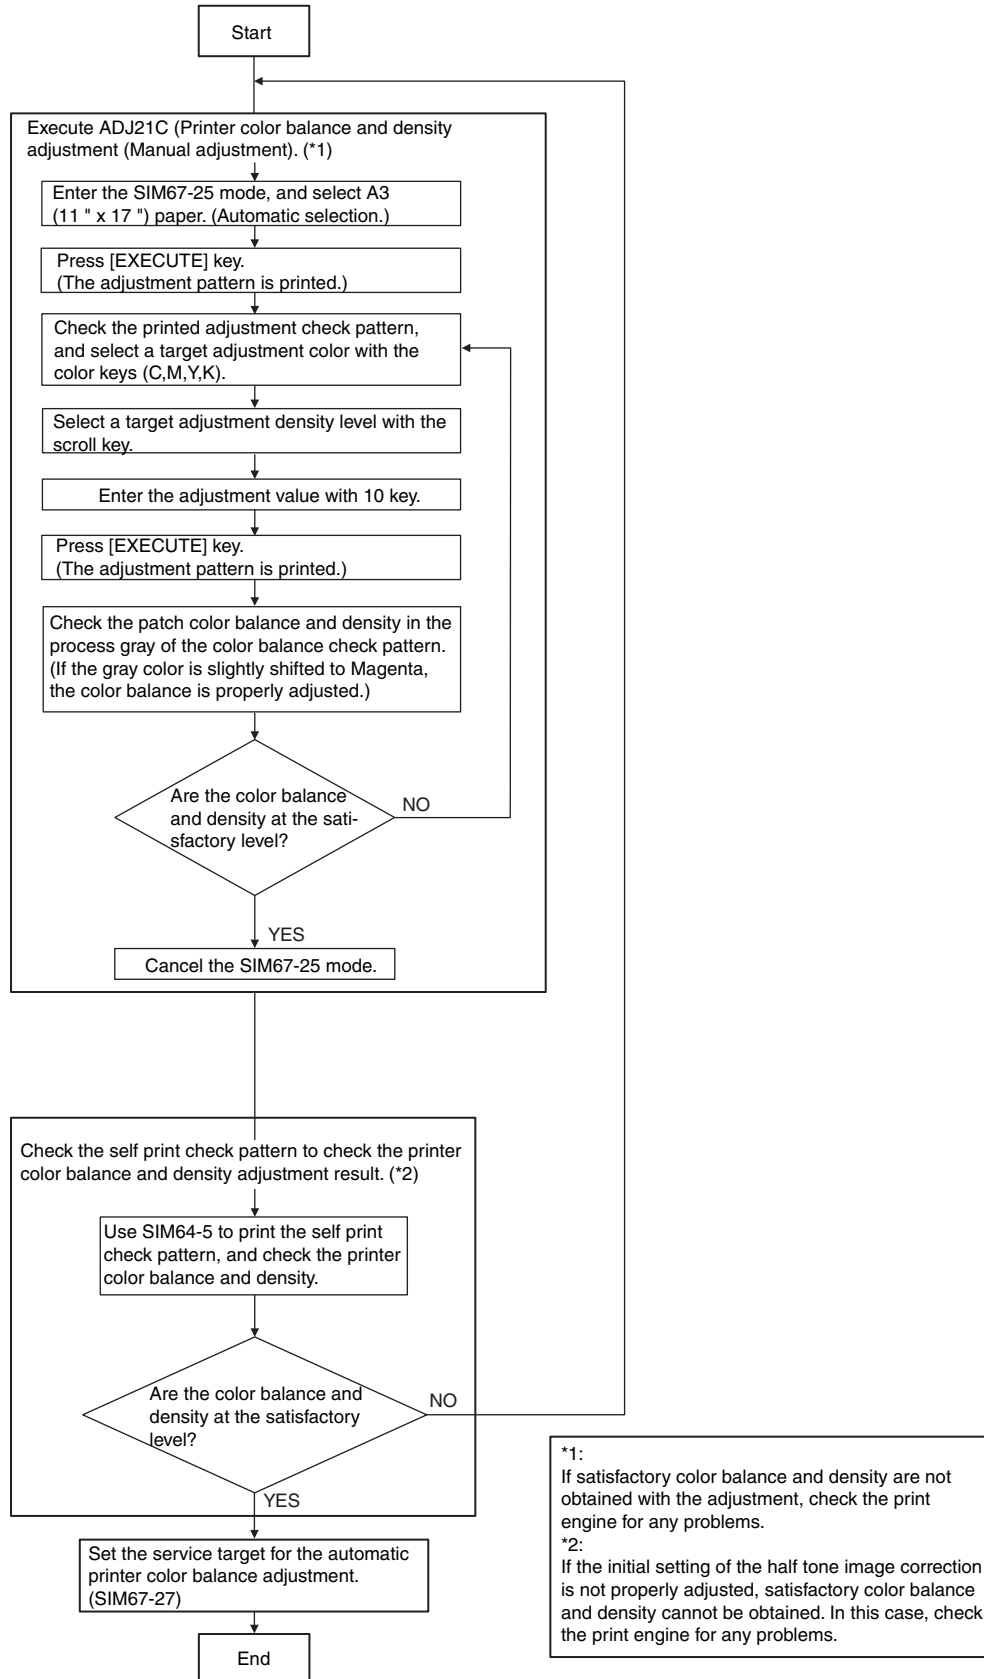 Start
Execute ADJ21C (Printer color balance and density
adjustment (Manual adjustment). (*1)
Enter the SIM67-25 mode, and select A3
(11 " x 17 ") paper. (Automatic selection.)
Press [EXECUTE] key.
(The adjustment pattern is printed.)
Check the printed adjustment check pattern,
and select a target adjustment color with the
color keys (C,M,Y,K).
Select a target adjustment density level with the
scroll key.
Enter the adjustment value with 10 key.
Press [EXECUTE] key.
(The adjustment pattern is printed.)
Check the patch color balance and density in the
process gray of the color balance check pattern.
(If the gray color is slightly shifted to Magenta,
the color balance is properly adjusted.)
Are the color balance
and density at the sati-
sfactory level?
NO
YES
Cancel the SIM67-25 mode.
Check the self print check pattern to check the printer
color balance and density adjustment result. (*2)
Use SIM64-5 to print the self print
check pattern, and check the printer
color balance and density.
Are the color balance and
density at the satisfactory
level?
NO
YES
Set the service target for the automatic
printer color balance adjustment.
(SIM67-27)
End
*1:
If satisfactory color balance and density are not
obtained with the adjustment, check the print
engine for any problems.
*2:
If the initial setting of the half tone image correction
is not properly adjusted, satisfactory color balance
and density cannot be obtained. In this case, check
the print engine for any problems.